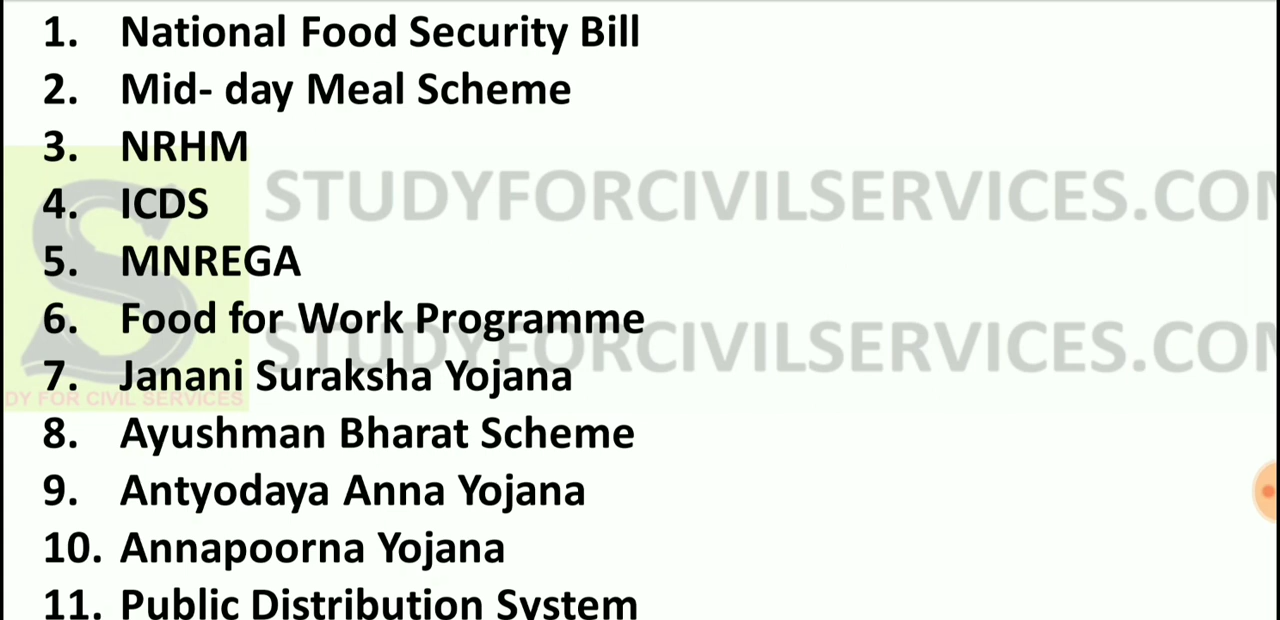 1. National Food Security Bill
2. Mid- day Meal Scheme
3. NRHM
4. ICDS
STUDYFORCIVILSERVICES.COM
5. MNREGA
6. Food for Work Programme
STUDYFORCIVILSERVICES.COM
7. Janani Suraksha Yojana
DY FOR CIVIL SERVICES
8. Ayushman Bharat Scheme
9. Antyodaya Anna Yojana
10. Annapoorna Yojana
11. Public Distribution System